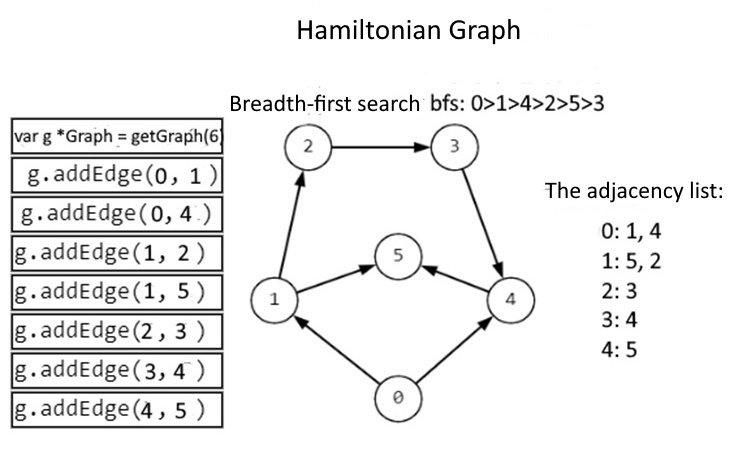 Hamiltonian Graph
Breadth-first search bfs: 0>1>4>2>5>3
var g *Graph = getGraph(6)
g.addEdge(0, 1 )
g.addEdge(0, 4 )
g.addEdge(1, 2 )
g.addEdge(1, 5 )
g.addEdge(2, 3 )
g.addEdge(3, 4 )
g.addEdge(4, 5 )
2
3
5
1
4
0
The adjacency list:
0: 1, 4
1: 5, 2
2: 3
3: 4
4: 5